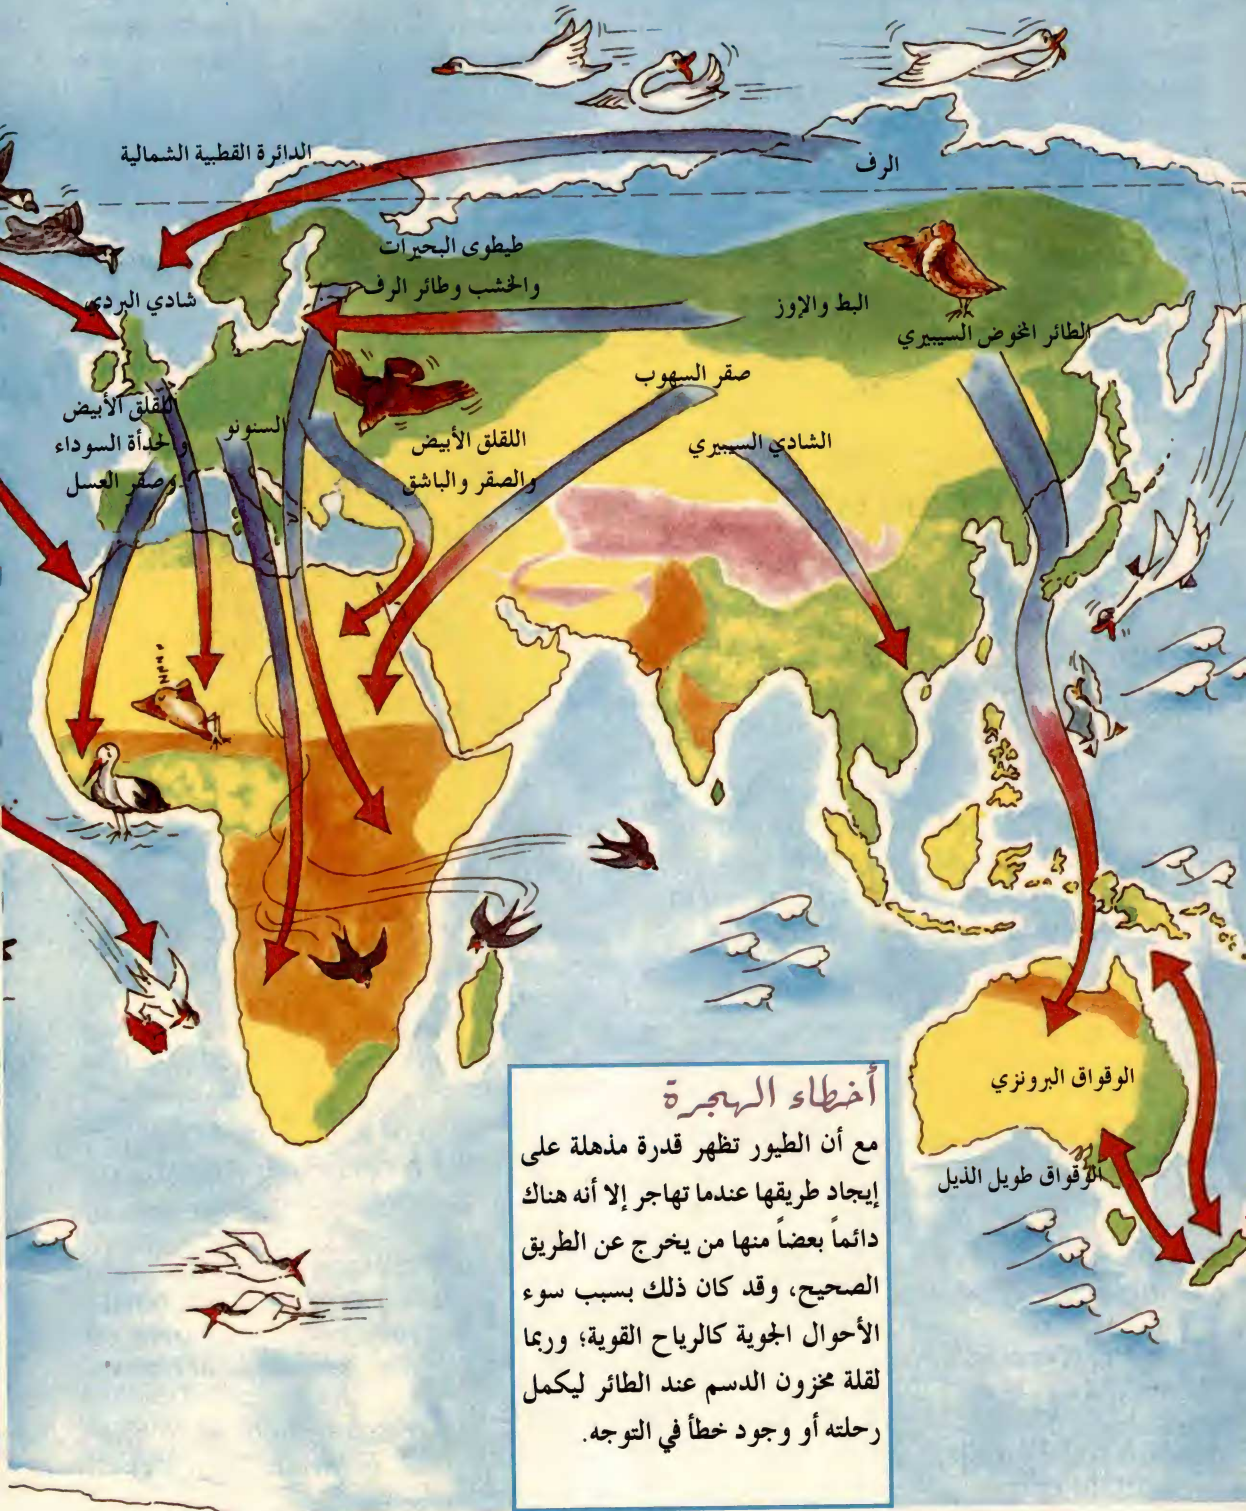 الدائرة القطبية الشمالية
الرف
طيطوى البحيرات
والخشب وطائر الرف
شادي البردي
البط والإوز
الطائر المخوض السيبيري
صقر السهوب
اللقلق الأبيض
والحدأة السوداء
وصقر العسل
السنونو
اللقلق الأبيض
والصقر والباشق
الشادي السيبيري
الوقواق البرونزي
الوقواق طويل الذيل
أخطاء الهجرة
مع أن الطيور تظهر قدرة مذهلة على
إيجاد طريقها عندما تهاجر إلا أنه هناك
دائماً بعضاً منها من يخرج عن الطريق
الصحيح، وقد كان ذلك بسبب سوء
الأحوال الجوية كالرياح القوية؛ وربما
لقلة مخزون الدسم عند الطائر ليكمل
رحلته أو وجود خطأ في التوجه.